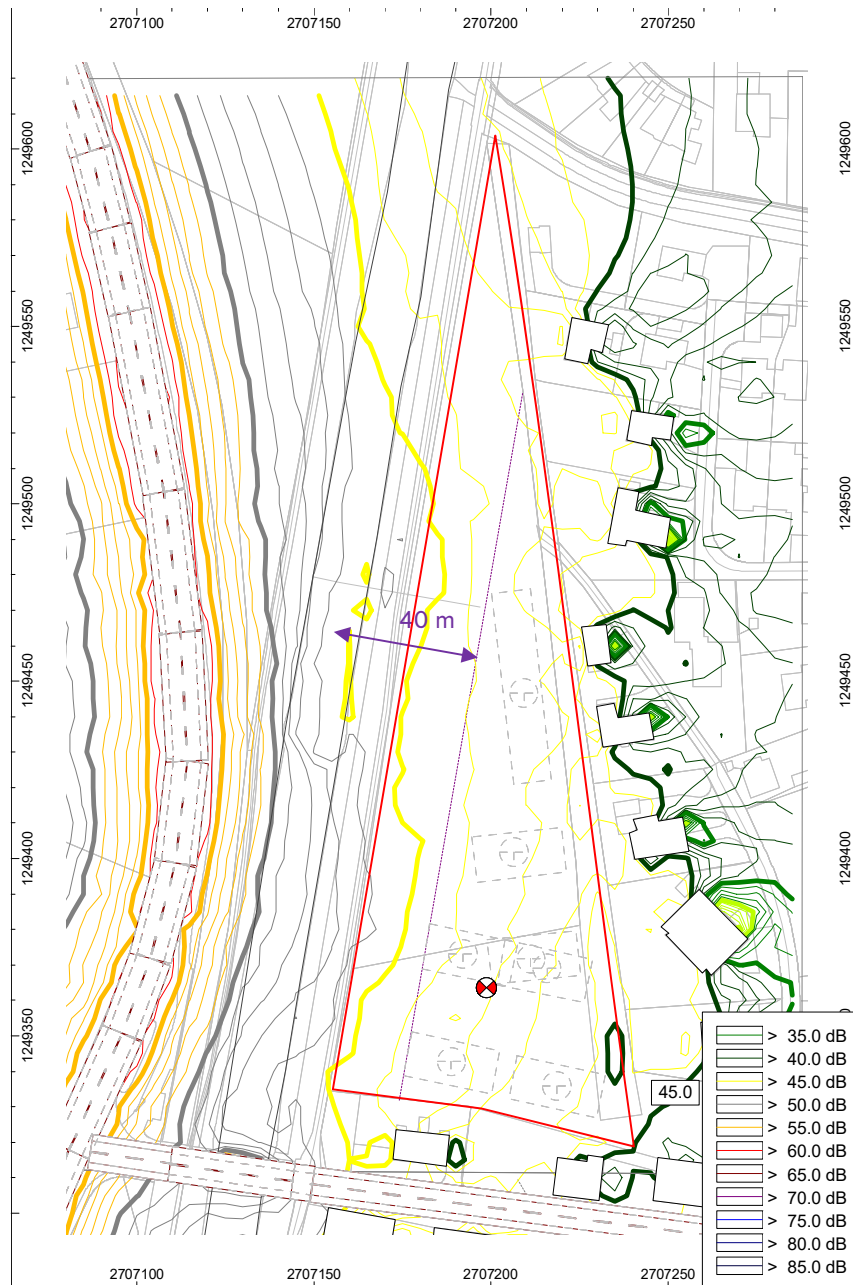 2707100 2707150 2707200 2707250
1249600 1249600
1249550 1249550
1249500 1249500
40 m
1249450 1249450
1249400 1249400
1249350
45.0
> 35.0 dB
> 40.0 dB
> 45.0 dB
> 50.0 dB
> 55.0 dB
> 60.0 dB
> 65.0 dB
> 70.0 dB
> 75.0 dB
> 80.0 dB
> 85.0 dB
2707100 2707150 2707200 2707250